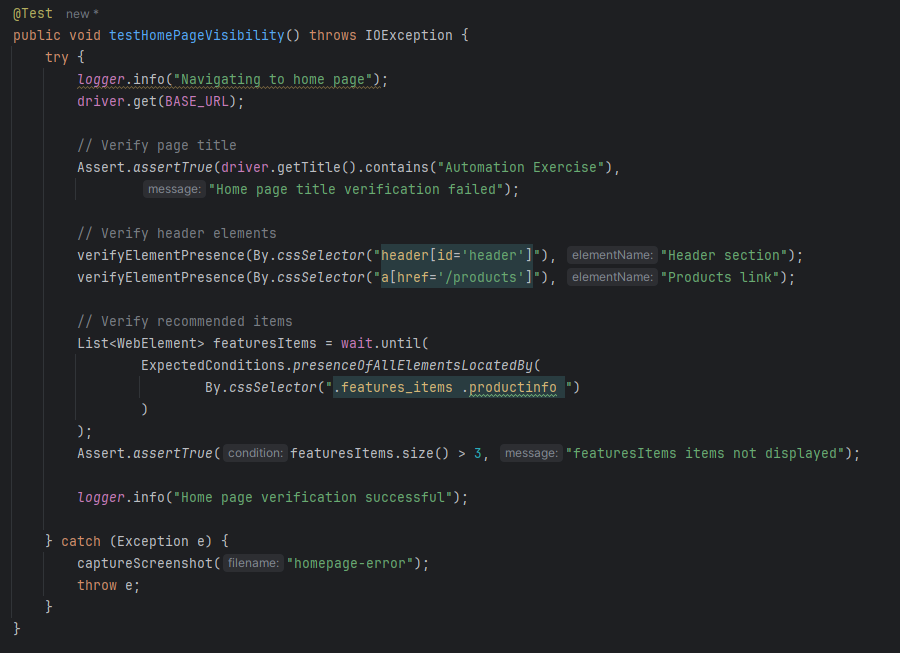 @Test new *
public void testHomePageVisibility() throws IOException {
try {
logger.info("Navigating to home page");
driver.get(BASE_URL);
// Verify page title
Assert.assertTrue(driver.getTitle().contains("Automation Exercise"),
message: "Home page title verification failed");
// Verify header elements
verifyElementPresence(By.cssSelector("header[id='header']"), elementName: "Header section");
verifyElementPresence(By.cssSelector("a[href='/products']"), elementName: "Products link");
// Verify recommended items
List<WebElement> featuresItems = wait.until(
ExpectedConditions.presenceOfAllElementsLocatedBy(
By.cssSelector(".features_items .productinfo ")
)
);
Assert.assertTrue( condition: featuresItems.size() > 3, message: "featuresItems items not displayed");
logger.info("Home page verification successful");
} catch (Exception e) {
captureScreenshot( filename: "homepage-error");
throw e;
}
}